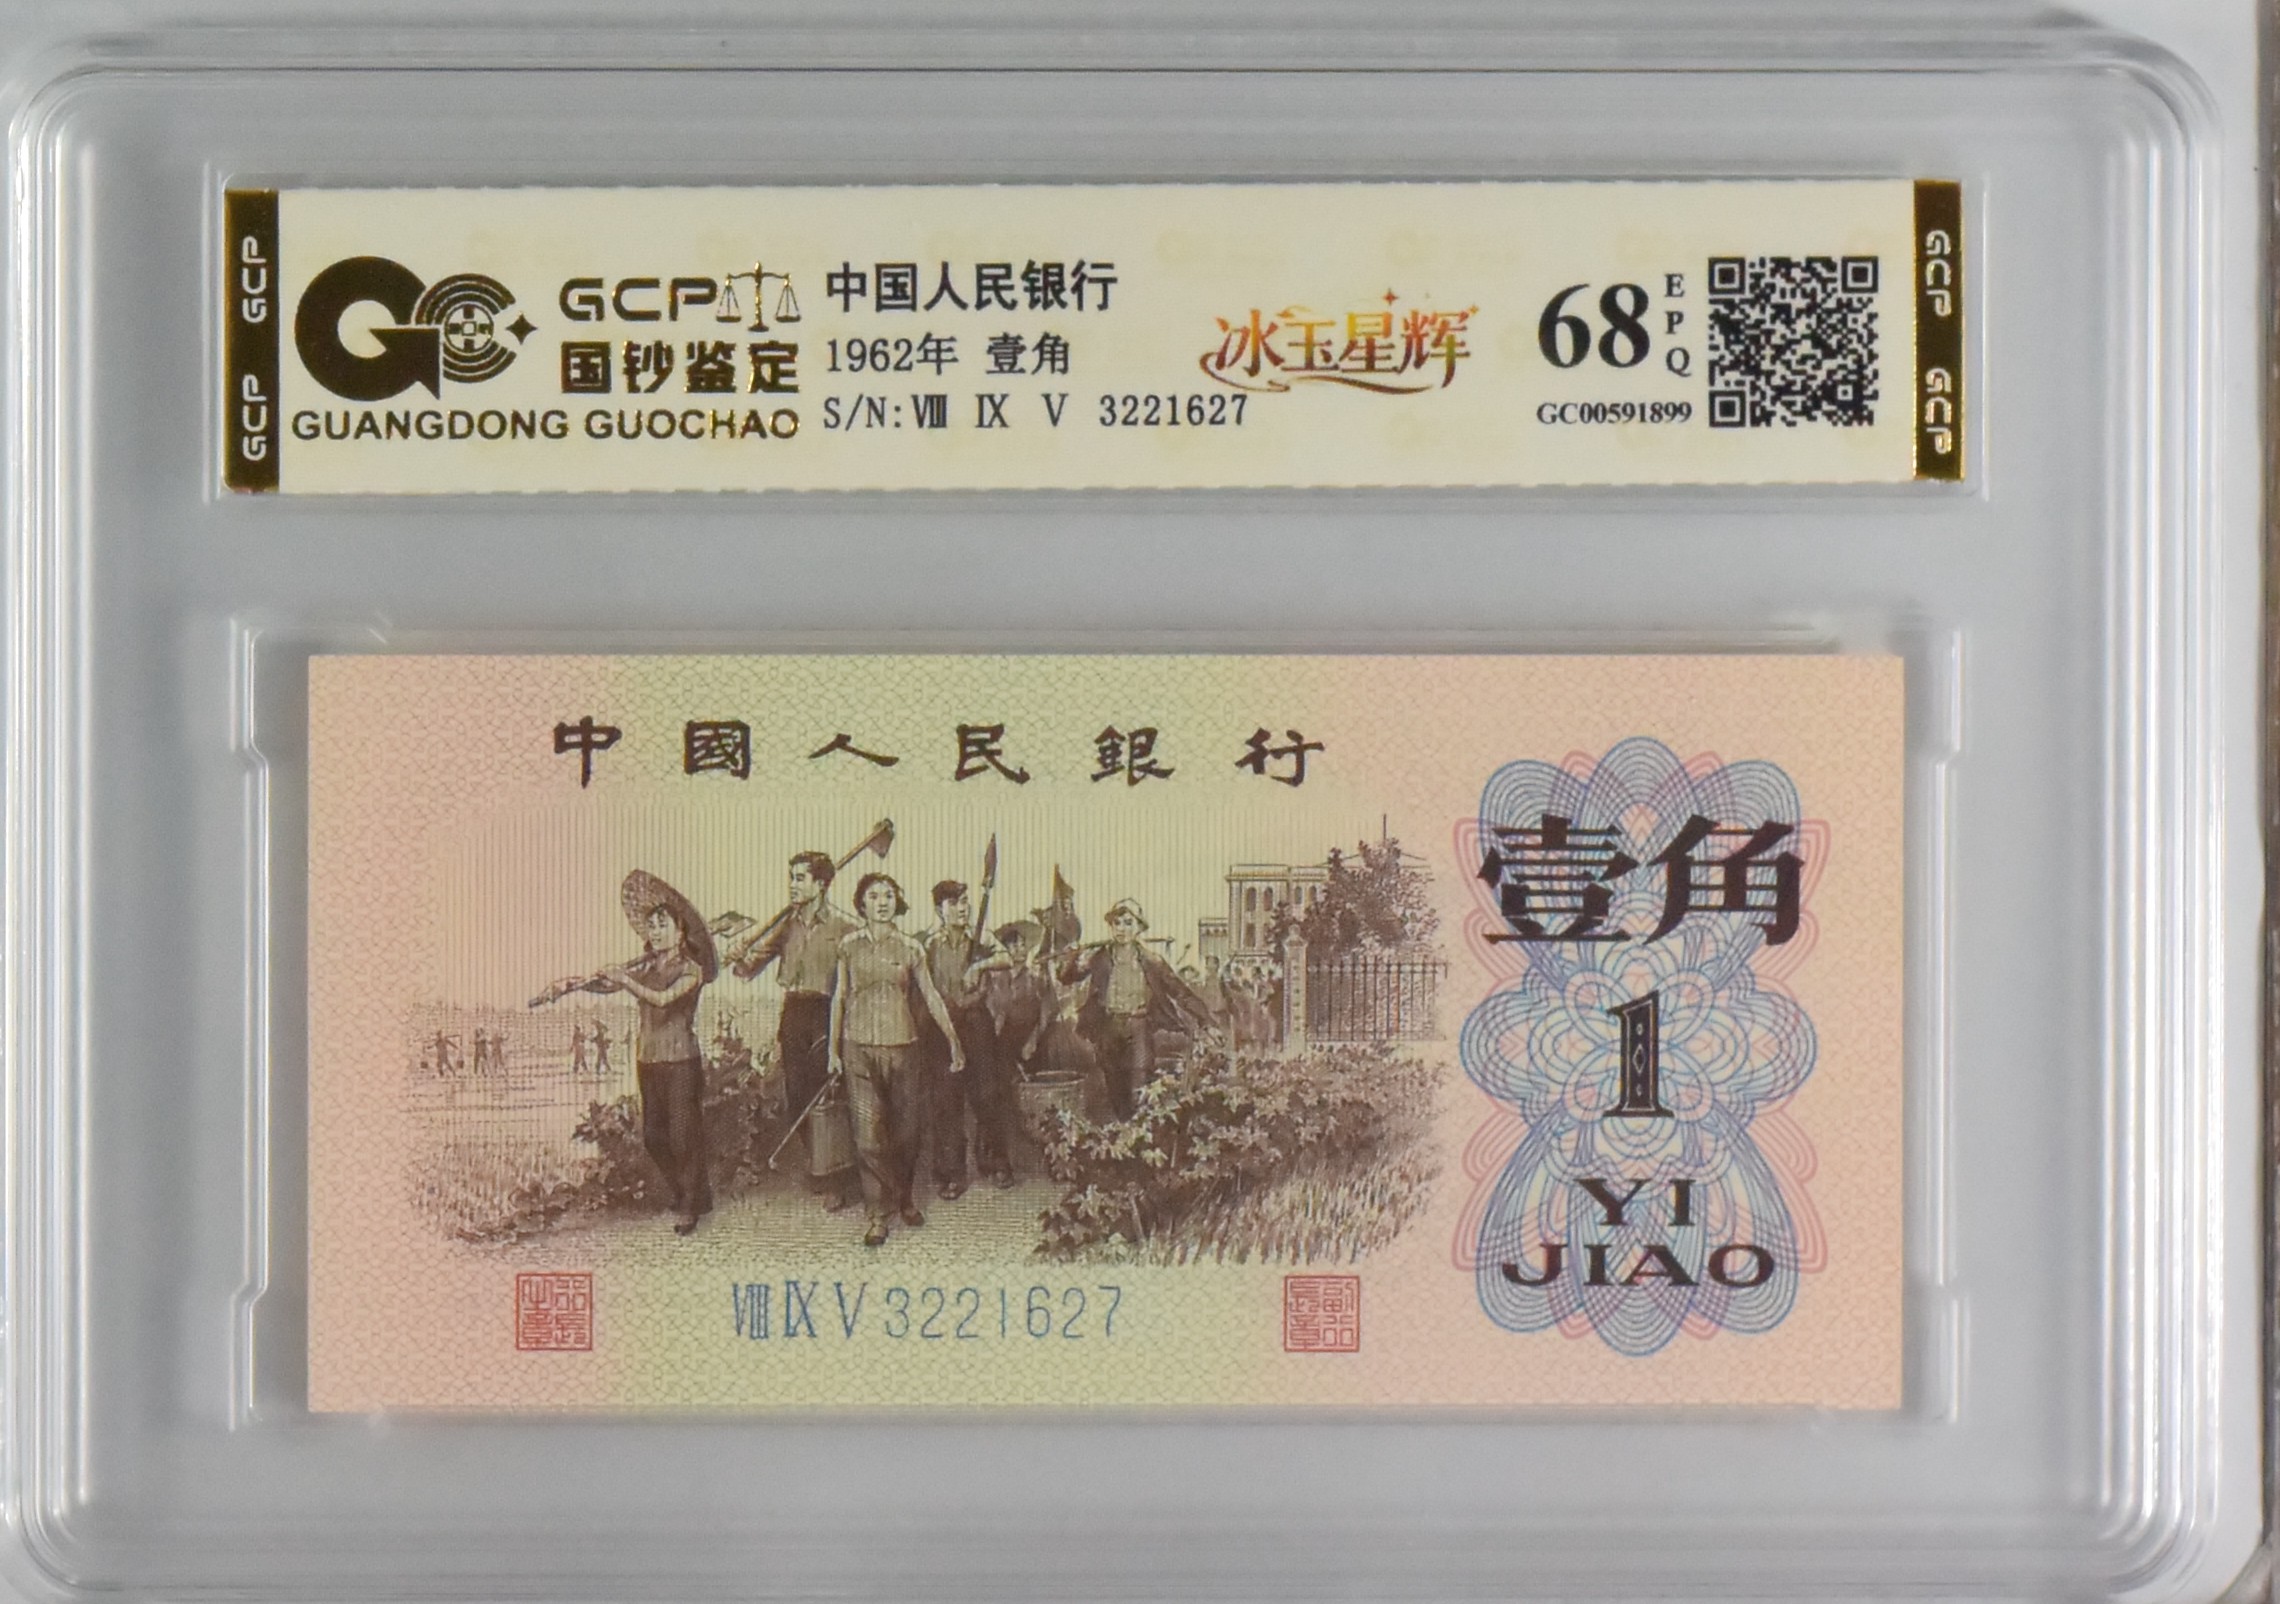 GCP GCP
GCP
国钞鉴定
GUANGDONG GUOCHAO
中国人民银行
1962年 壹角
S/N:Ⅷ Ⅸ Ⅴ 3221627
冰玉星辉
68
EPQ
GC00591899
GCP GCP
中國人民銀行
壹角
1
YI
JIAO
ⅧⅨⅤ3221627